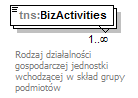 tns:BizActivities
1..∞
Rodzaj działalności
gospodarczej jednostki
wchodzącej w skład grupy
podmiotów